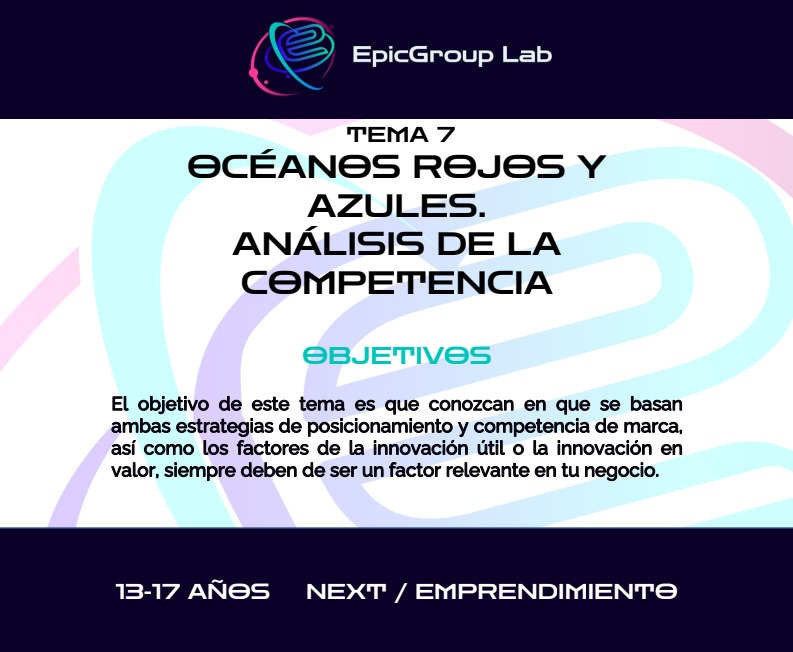 EpicGroup Lab
TEMA 7
OCÉANOS ROJOS Y
AZULES.
ANÁLISIS DE LA
COMPETENCIA
OBJETIVOS
El objetivo de este tema es que conozcan en que se basan
ambas estrategias de posicionamiento y competencia de marca,
así como los factores de la innovación útil o la innovación en
valor, siempre deben de ser un factor relevante en tu negocio.
13-17 AÑOS NEXT / EMPRENDIMIENTO